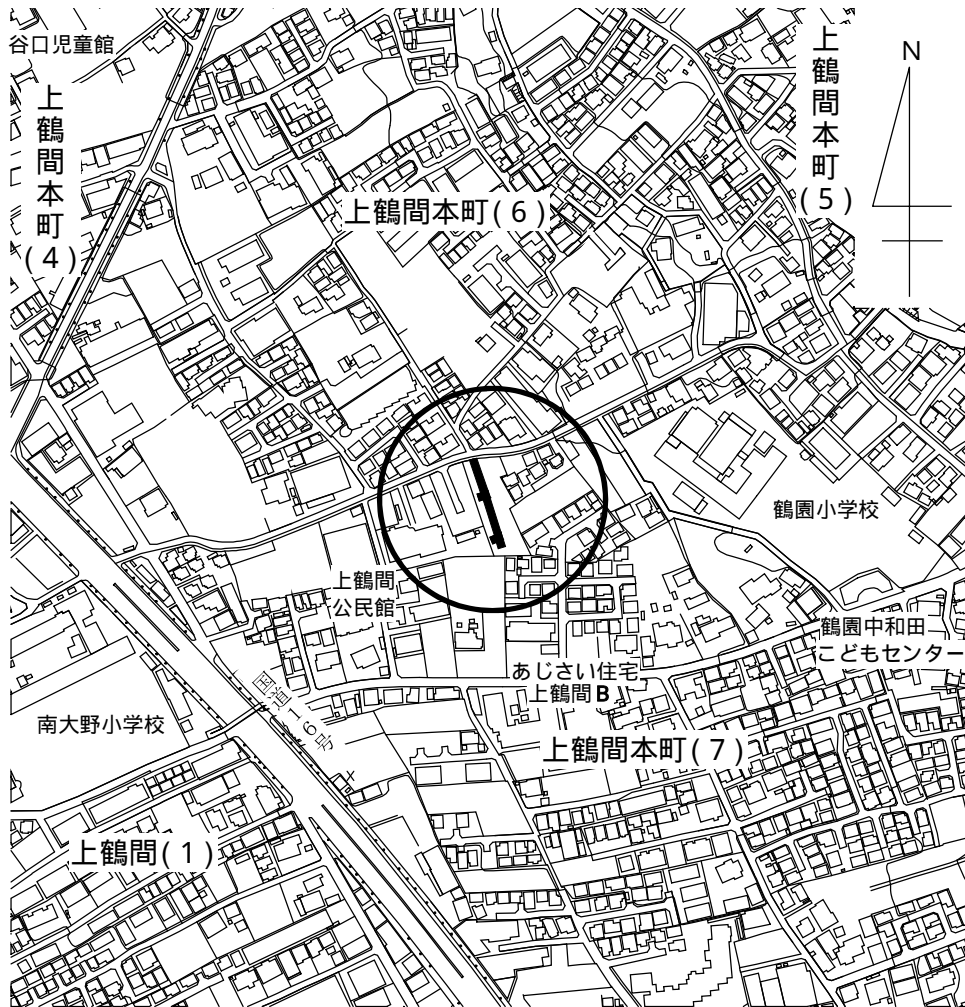 谷口児童館
上鶴間本町(4)
上鶴間本町(5)
N
上鶴間本町(6)
鶴園小学校
上鶴間
公民館
鶴園中和田
こどもセンター
あじさい住宅
上鶴間B
国道16号
南大野小学校
上鶴間本町(7)
上鶴間(1)